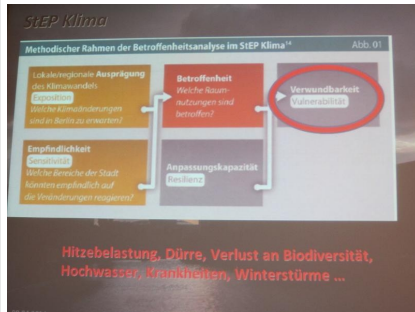 StEP Klima
Methodischer Rahmen der Betroffenheitsanalyse im StEP Klima¹⁴ Abb. 01
Lokale/regionale Ausprägung
des Klimawandels
Exposition
Welche Klimaänderungen
sind in Berlin zu erwarten?
Betroffenheit
Welche Raum-
nutzungen sind
betroffen?
Verwundbarkeit
Vulnerabilität
Empfindlichkeit
Sensitivität
Welche Bereiche der Stadt
könnten empfindlich auf
die Veränderungen reagieren?
Anpassungskapazität
Resilienz
Hitzebelastung, Dürre, Verlust an Biodiversität,
Hochwasser, Krankheiten, Winterstürme ...